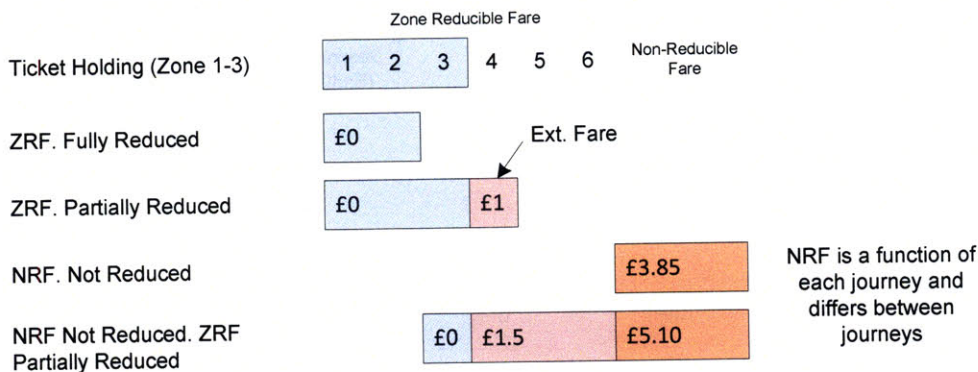 Zone Reducible Fare
Ticket Holding (Zone 1-3)
1 2 3 4 5 6
Non-Reducible
Fare
ZRF. Fully Reduced
£0
Ext. Fare
ZRF. Partially Reduced
£0 £1
NRF. Not Reduced
£3.85
NRF is a function of
each journey and
differs between
journeys
NRF Not Reduced. ZRF
Partially Reduced
£0 £1.5 £5.10